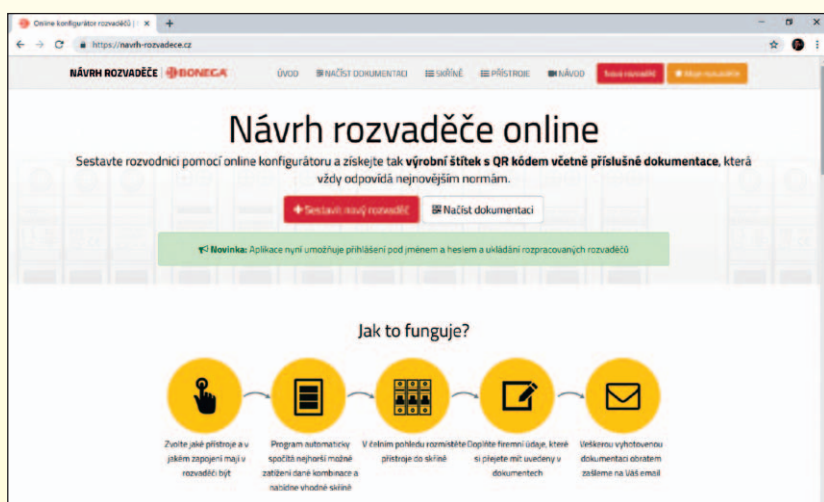 Online konfigurátor rozvaděčů |
https://navrh-rozvadece.cz
NÁVRH ROZVADĚČE | BONEGA
ÚVOD NAČÍST DOKUMENTACI SKŘÍNĚ PŘÍSTROJE NÁVOD Nový rozvaděč Moje rozvaděče
Návrh rozvaděče online
Sestavte rozvodnici pomocí online konfigurátoru a získejte tak výrobní štítek s QR kódem včetně příslušné dokumentace, která
vždy odpovídá nejnovějším normám.
Sestavit nový rozvaděč Načíst dokumentaci
Novinka: Aplikace nyní umožňuje přihlášení pod jménem a heslem a ukládání rozpracovaných rozvaděčů
Jak to funguje?
Zvolte jaké přístroje a v
jakém zapojení mají v
rozvaděči být
Program automaticky
spočítá nejhorší možné
zatížení dané kombinace a
nabídne vhodné skříně
V čelním pohledu rozmístěte
přístroje do skříně
Doplňte firemní údaje, které
si přejete mít uvedeny v
dokumentech
Veškerou vyhotovenou
dokumentaci obratem
zašleme na Váš email